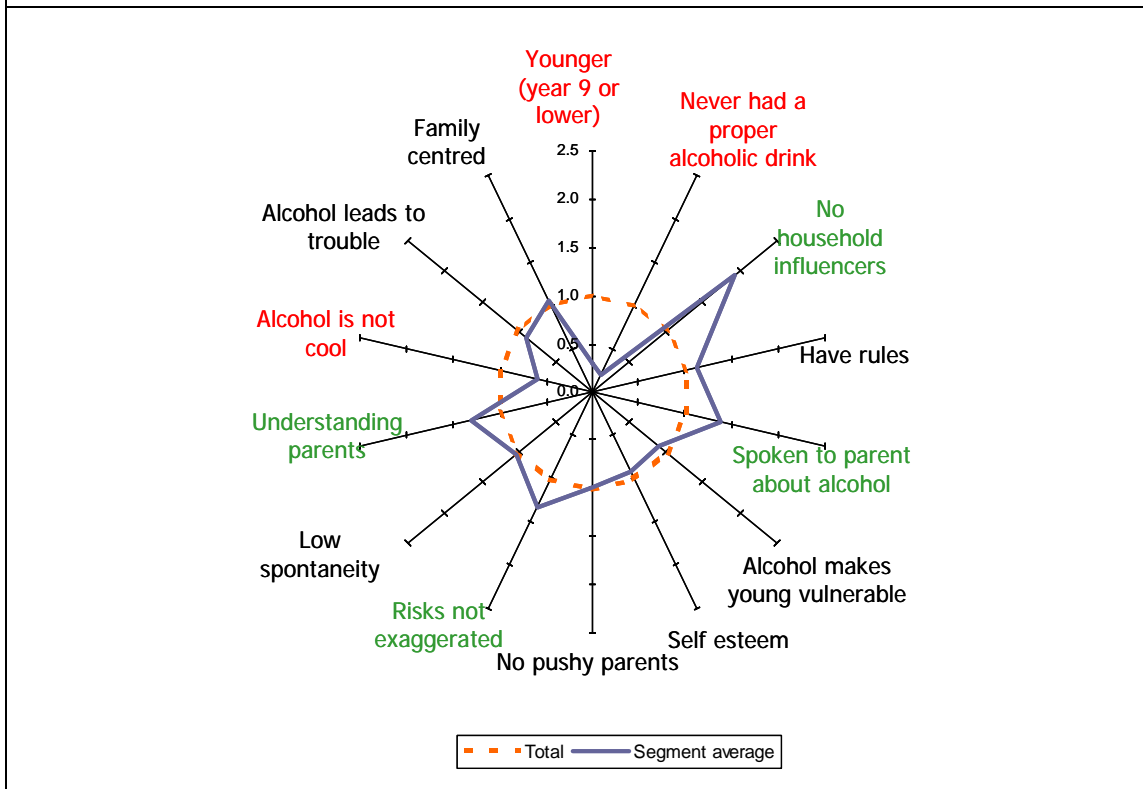 Younger
(year 9 or
lower)
Never had a
proper
alcoholic drink
Family
centred
2.5
2.0
1.5
1.0
0.5
0.0
No
household
influencers
Alcohol leads to
trouble
Alcohol is not
cool
Have rules
Understanding
parents
Spoken to parent
about alcohol
Low
spontaneity
Alcohol makes
young vulnerable
Risks not
exaggerated
Self esteem
No pushy parents
Total
Segment average